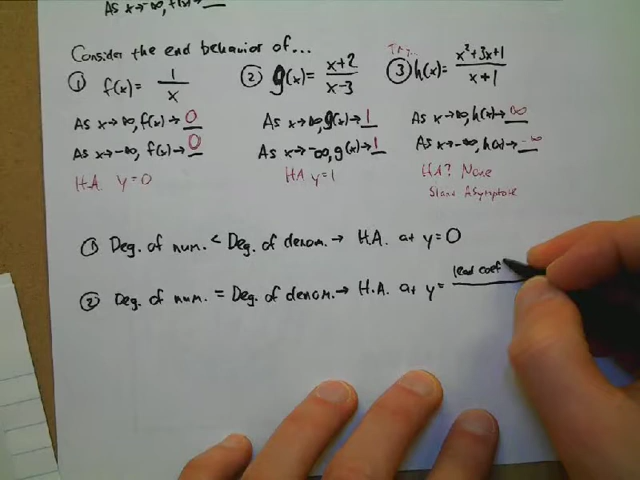 As x→-∞, f(x)→
Consider the end behavior of...
① f(x) = 1/x
② g(x) = x+2/x-3
Try...
③ h(x) = x²+3x+1/x+1
As x→∞, f(x)→ 0
As x→-∞, f(x)→ 0
H.A. y=0
As x→∞, g(x)→ 1
As x→-∞, g(x)→ 1
HA y=1
As x→∞, h(x)→ ∞
As x→-∞, h(x)→ -∞
HA? None
Slant Asymptote
① Deg. of num. < Deg. of denom. → H.A. at y=0
② Deg. of num. = Deg. of denom. → H.A. at y= lead coef